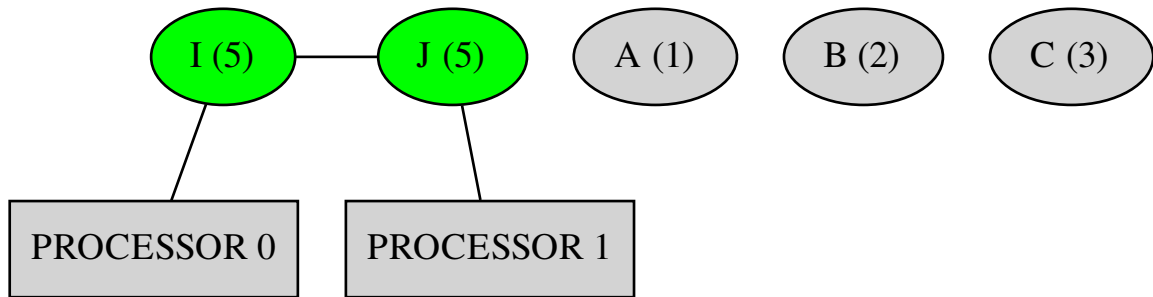 I (5)
J (5)
A (1)
B (2)
C (3)
PROCESSOR 0
PROCESSOR 1